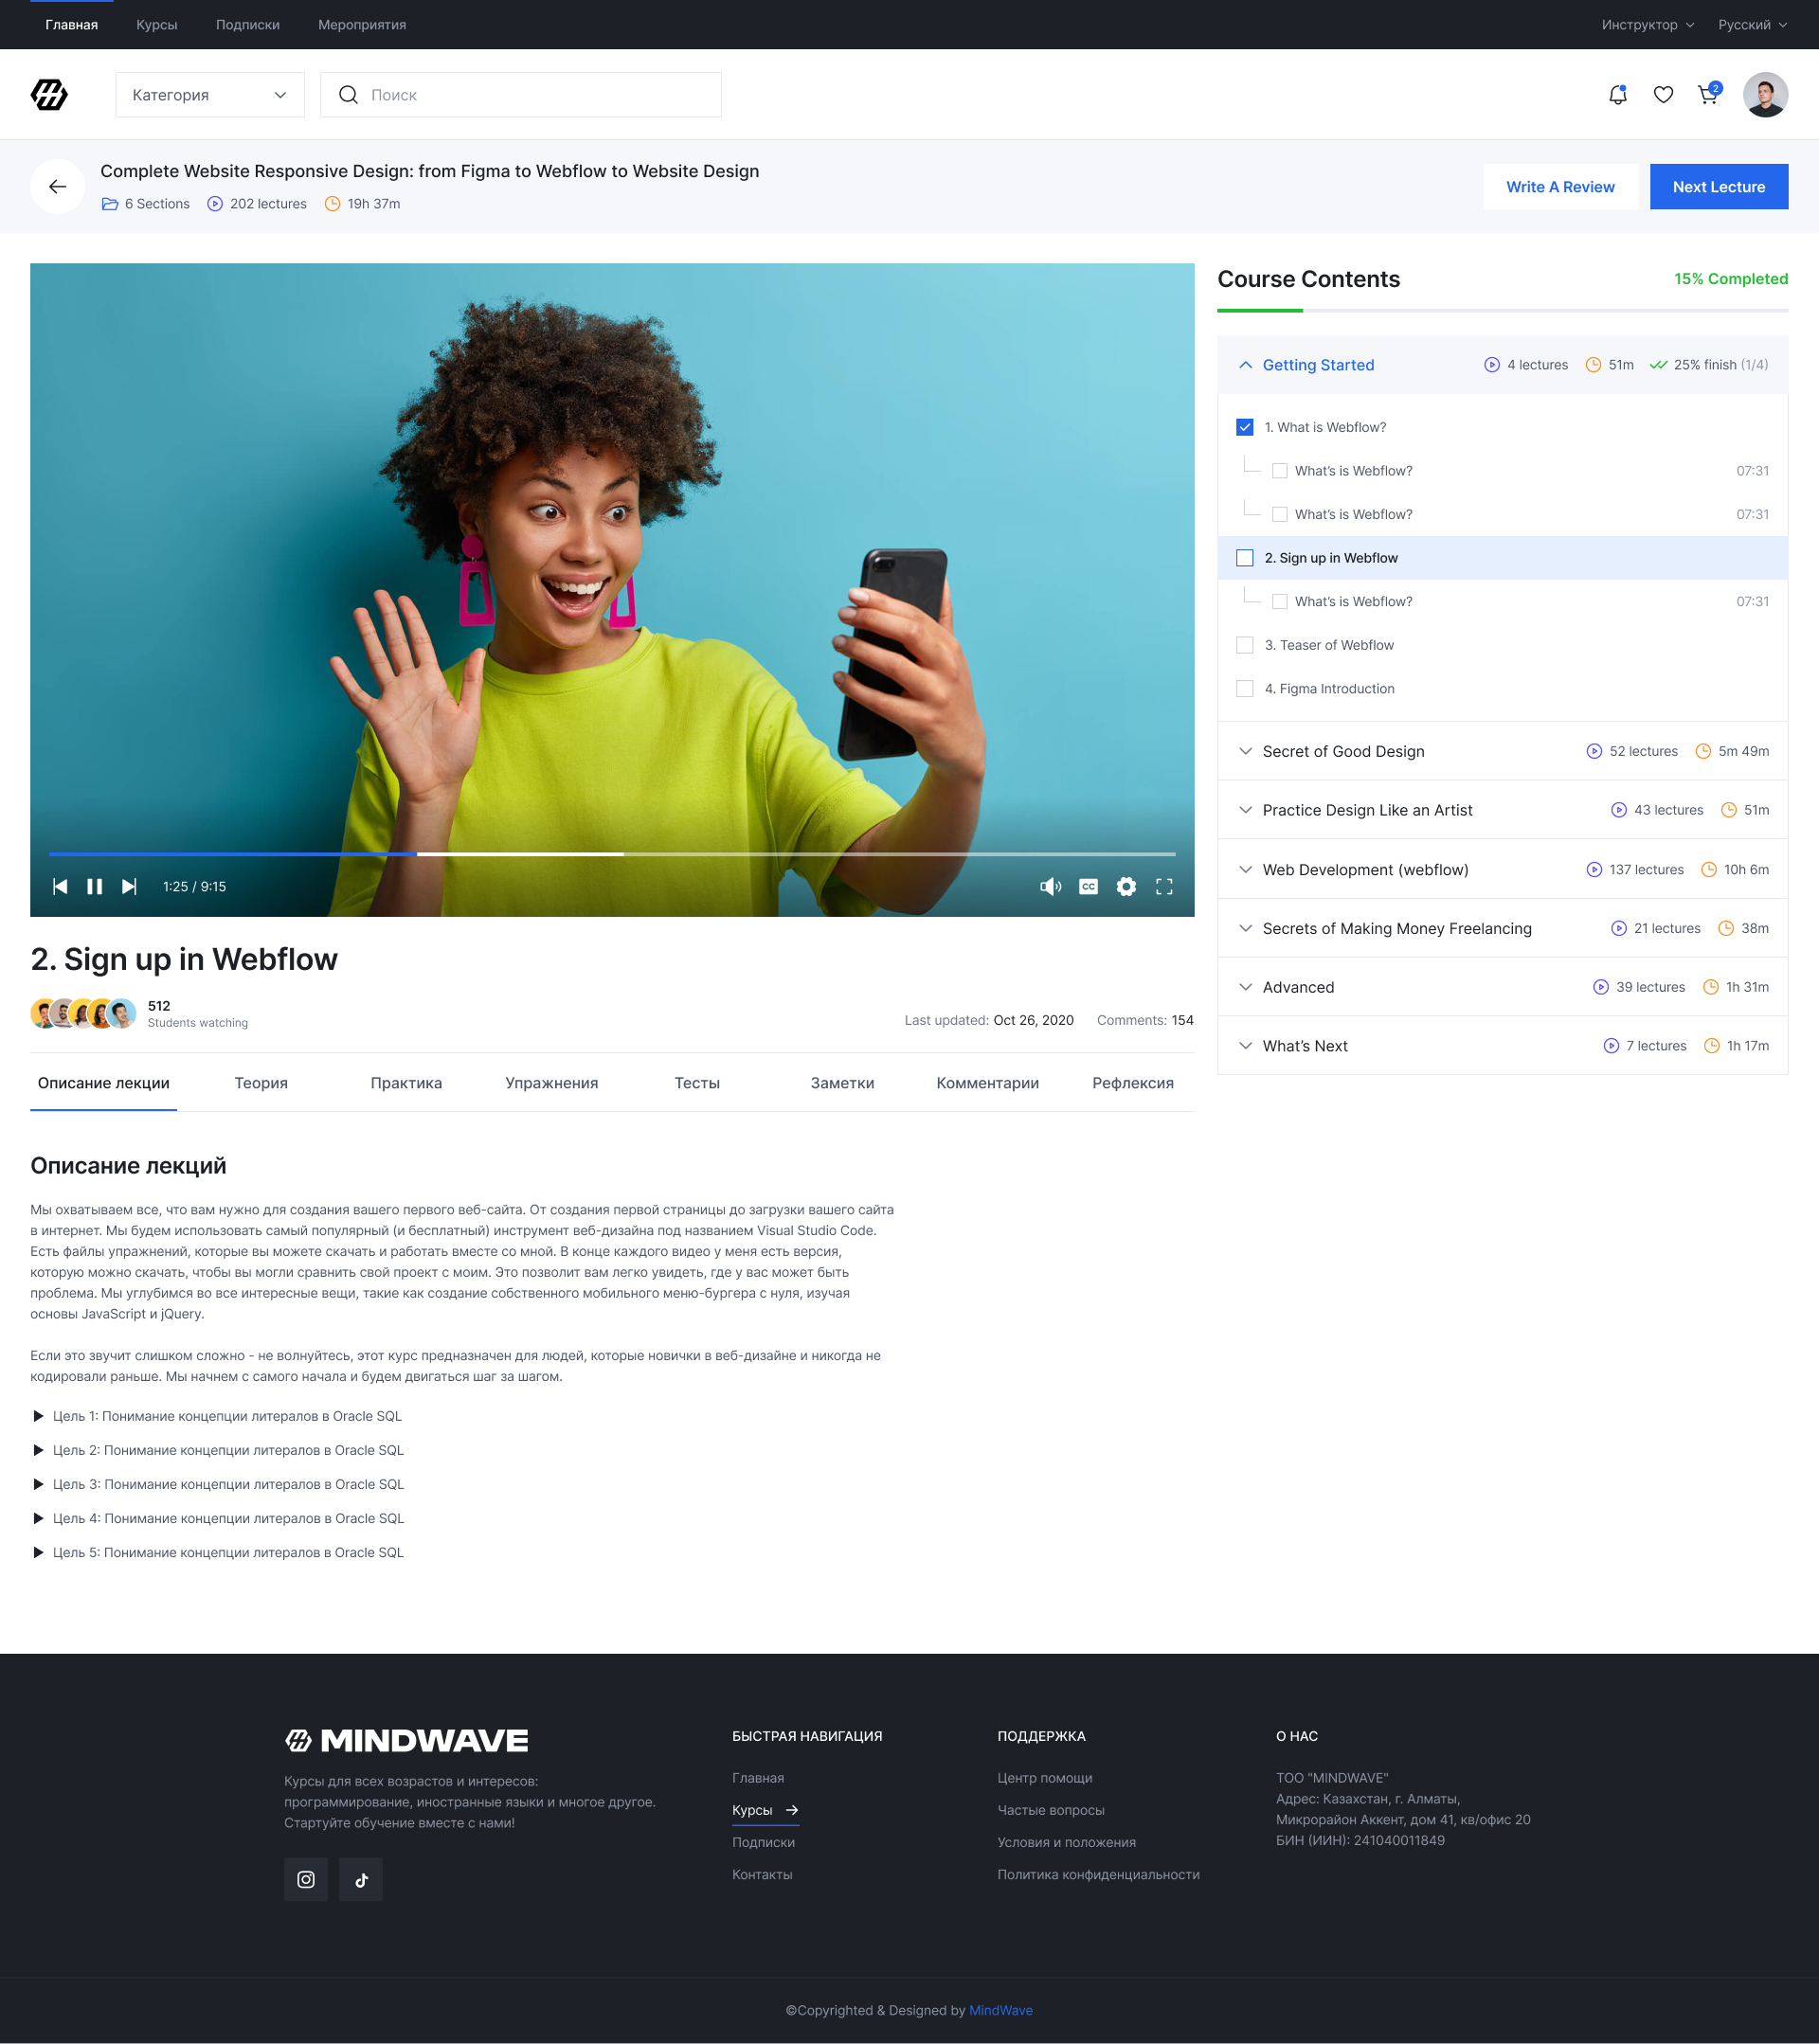 Главная
Курсы
Подписки
Мероприятия
Инструктор
Русский
Категория
Поиск
2
Complete Website Responsive Design: from Figma to Webflow to Website Design
6 Sections
202 lectures
19h 37m
Write A Review
Next Lecture
1:25 / 9:15
CC
2. Sign up in Webflow
512
Students watching
Last updated: Oct 26, 2020
Comments: 154
Описание лекции
Теория
Практика
Упражнения
Тесты
Заметки
Комментарии
Рефлексия
Описание лекций
Мы охватываем все, что вам нужно для создания вашего первого веб-сайта. От создания первой страницы до загрузки вашего сайта
в интернет. Мы будем использовать самый популярный (и бесплатный) инструмент веб-дизайна под названием Visual Studio Code.
Есть файлы упражнений, которые вы можете скачать и работать вместе со мной. В конце каждого видео у меня есть версия,
которую можно скачать, чтобы вы могли сравнить свой проект с моим. Это позволит вам легко увидеть, где у вас может быть
проблема. Мы углубимся во все интересные вещи, такие как создание собственного мобильного меню-бургера с нуля, изучая
основы JavaScript и jQuery.
Если это звучит слишком сложно - не волнуйтесь, этот курс предназначен для людей, которые новички в веб-дизайне и никогда не
кодировали раньше. Мы начнем с самого начала и будем двигаться шаг за шагом.
Цель 1: Понимание концепции литералов в Oracle SQL
Цель 2: Понимание концепции литералов в Oracle SQL
Цель 3: Понимание концепции литералов в Oracle SQL
Цель 4: Понимание концепции литералов в Oracle SQL
Цель 5: Понимание концепции литералов в Oracle SQL
Course Contents
15% Completed
Getting Started
4 lectures
51m
25% finish (1/4)
1. What is Webflow?
What’s is Webflow?
07:31
What’s is Webflow?
07:31
2. Sign up in Webflow
What’s is Webflow?
07:31
3. Teaser of Webflow
4. Figma Introduction
Secret of Good Design
52 lectures
5m 49m
Practice Design Like an Artist
43 lectures
51m
Web Development (webflow)
137 lectures
10h 6m
Secrets of Making Money Freelancing
21 lectures
38m
Advanced
39 lectures
1h 31m
What’s Next
7 lectures
1h 17m
MINDWAVE
Курсы для всех возрастов и интересов:
программирование, иностранные языки и многое другое.
Стартуйте обучение вместе с нами!
БЫСТРАЯ НАВИГАЦИЯ
Главная
Курсы
Подписки
Контакты
ПОДДЕРЖКА
Центр помощи
Частые вопросы
Условия и положения
Политика конфиденциальности
О НАС
ТОО "MINDWAVE"
Адрес: Казахстан, г. Алматы,
Микрорайон Аккент, дом 41, кв/офис 20
БИН (ИИН): 241040011849
©Copyrighted & Designed by MindWave